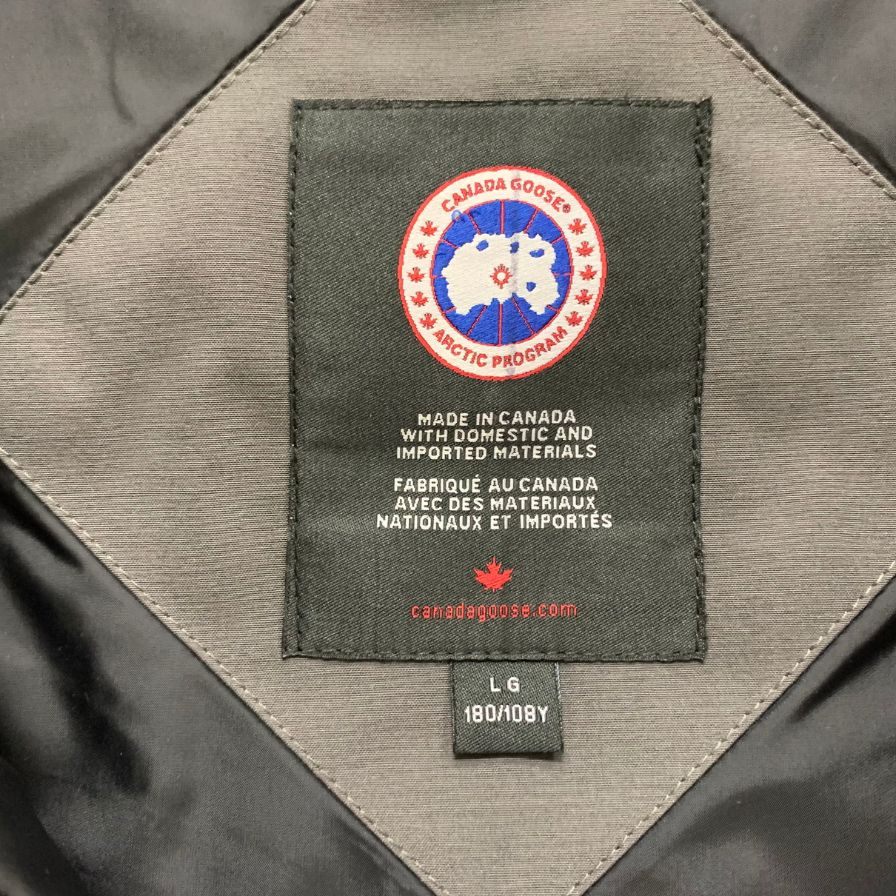 CANADA GOOSE®
ARCTIC PROGRAM
MADE IN CANADA
WITH DOMESTIC AND
IMPORTED MATERIALS
FABRIQUÉ AU CANADA
AVEC DES MATERIAUX
NATIONAUX ET IMPORTÉS
canadagoose.com
LG
180/108Y